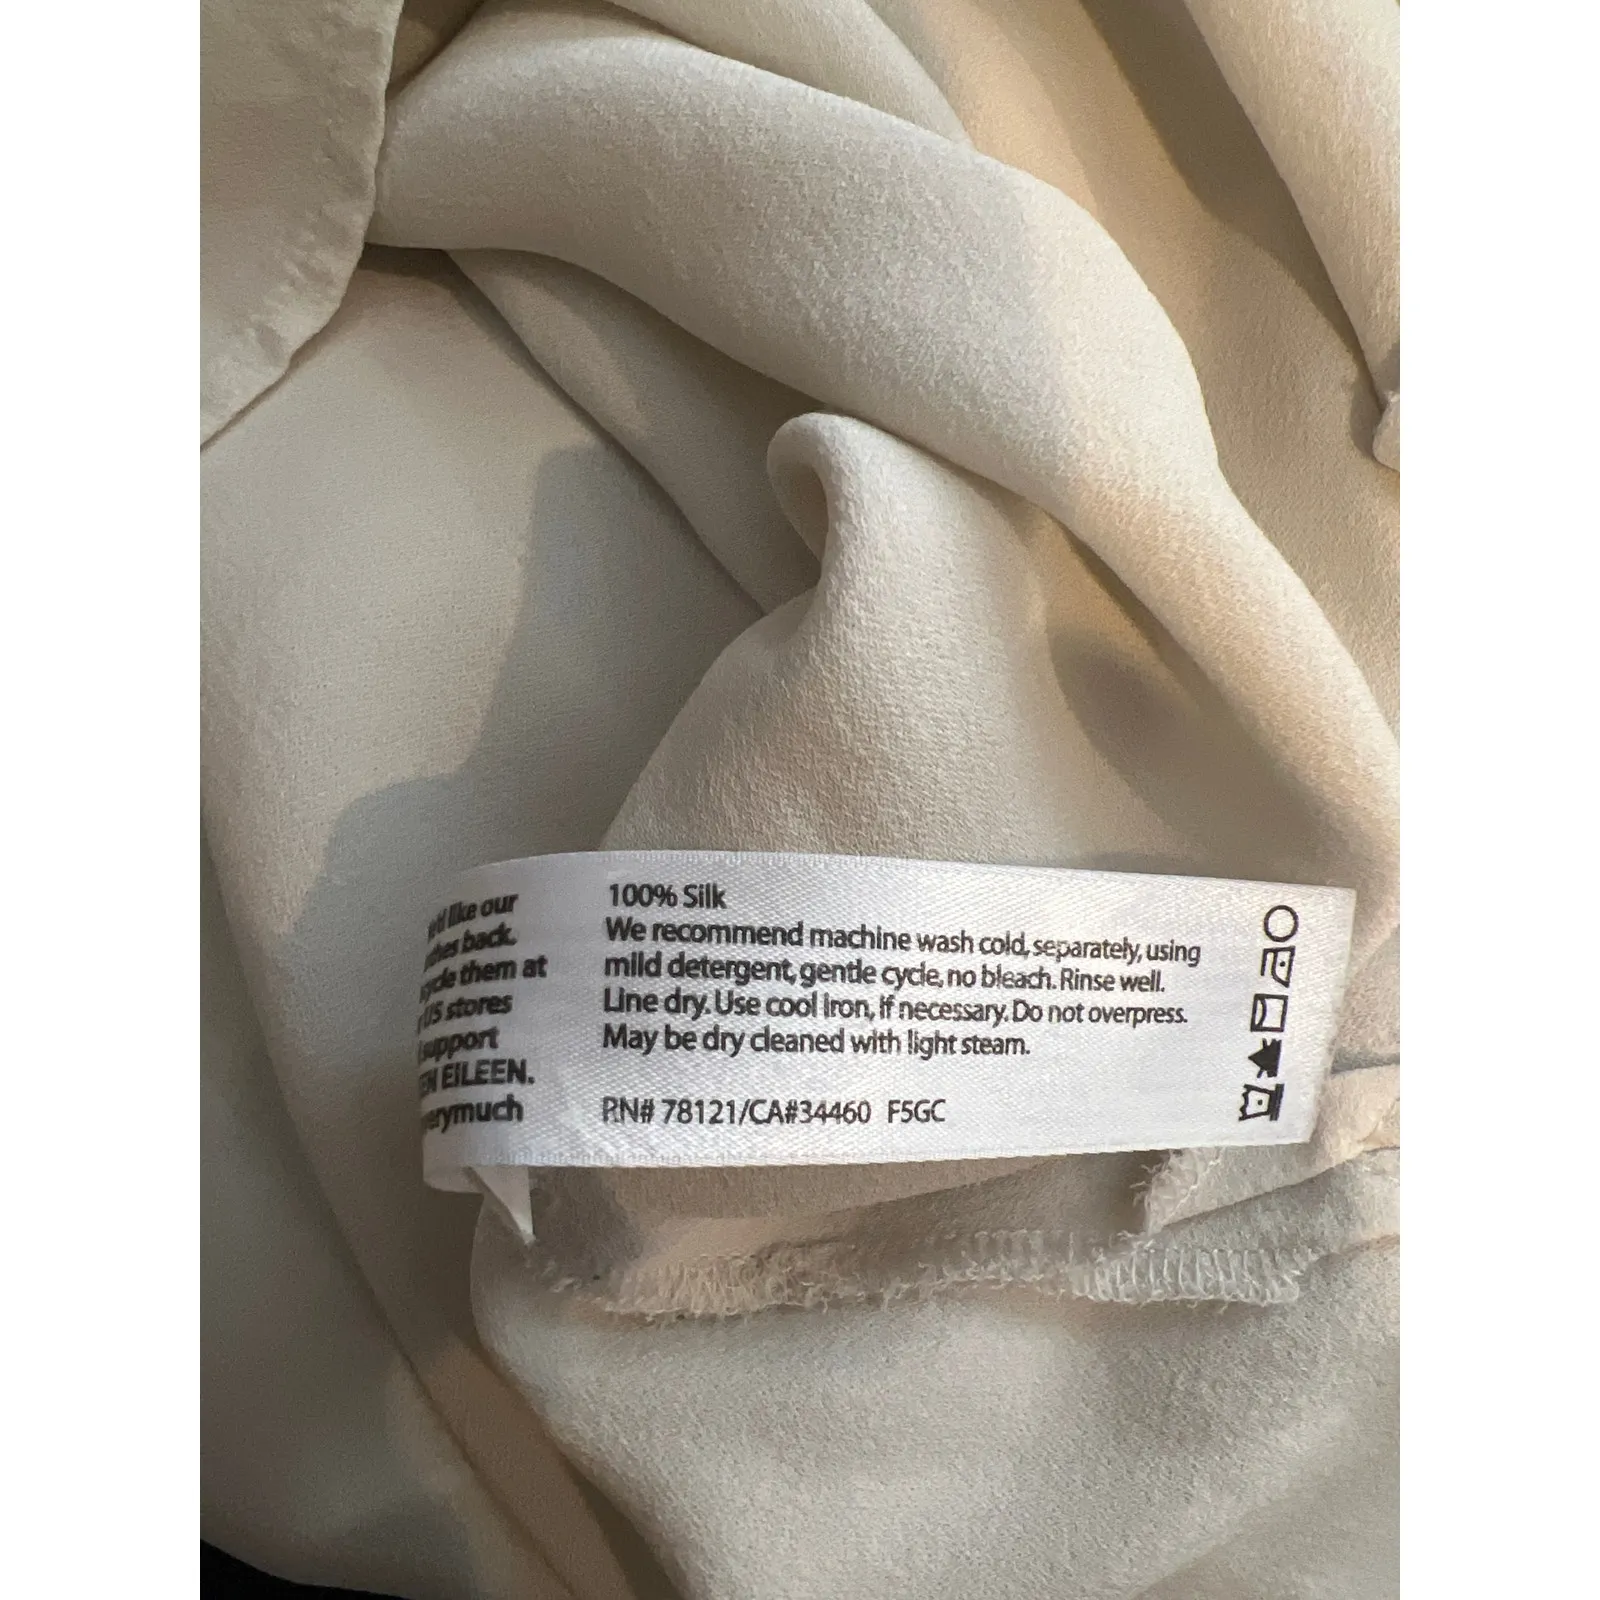 like our
back.
them at
US stores
support
EILEEN.
100% Silk
We recommend machine wash cold, separately, using
mild detergent, gentle cycle, no bleach. Rinse well.
Line dry. Use cool iron, if necessary. Do not overpress.
May be dry cleaned with light steam.
RN# 78121/CA#34460 F5GC